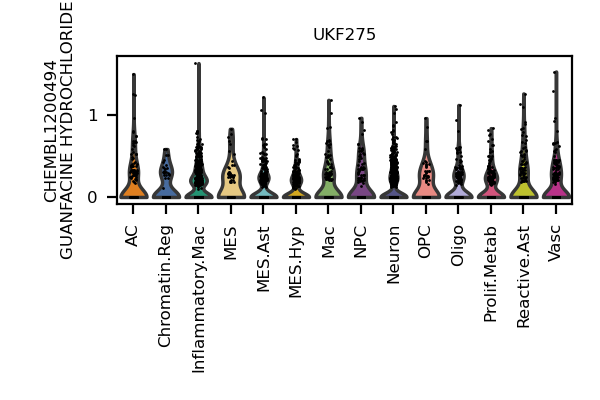 UKF275
CHEMBL1200494
GUANFACINE HYDROCHLORIDE
1
0
AC
Chromatin.Reg
Inflammatory.Mac
MES
MES.Ast
MES.Hyp
Mac
NPC
Neuron
OPC
Oligo
Prolif.Metab
Reactive.Ast
Vasc